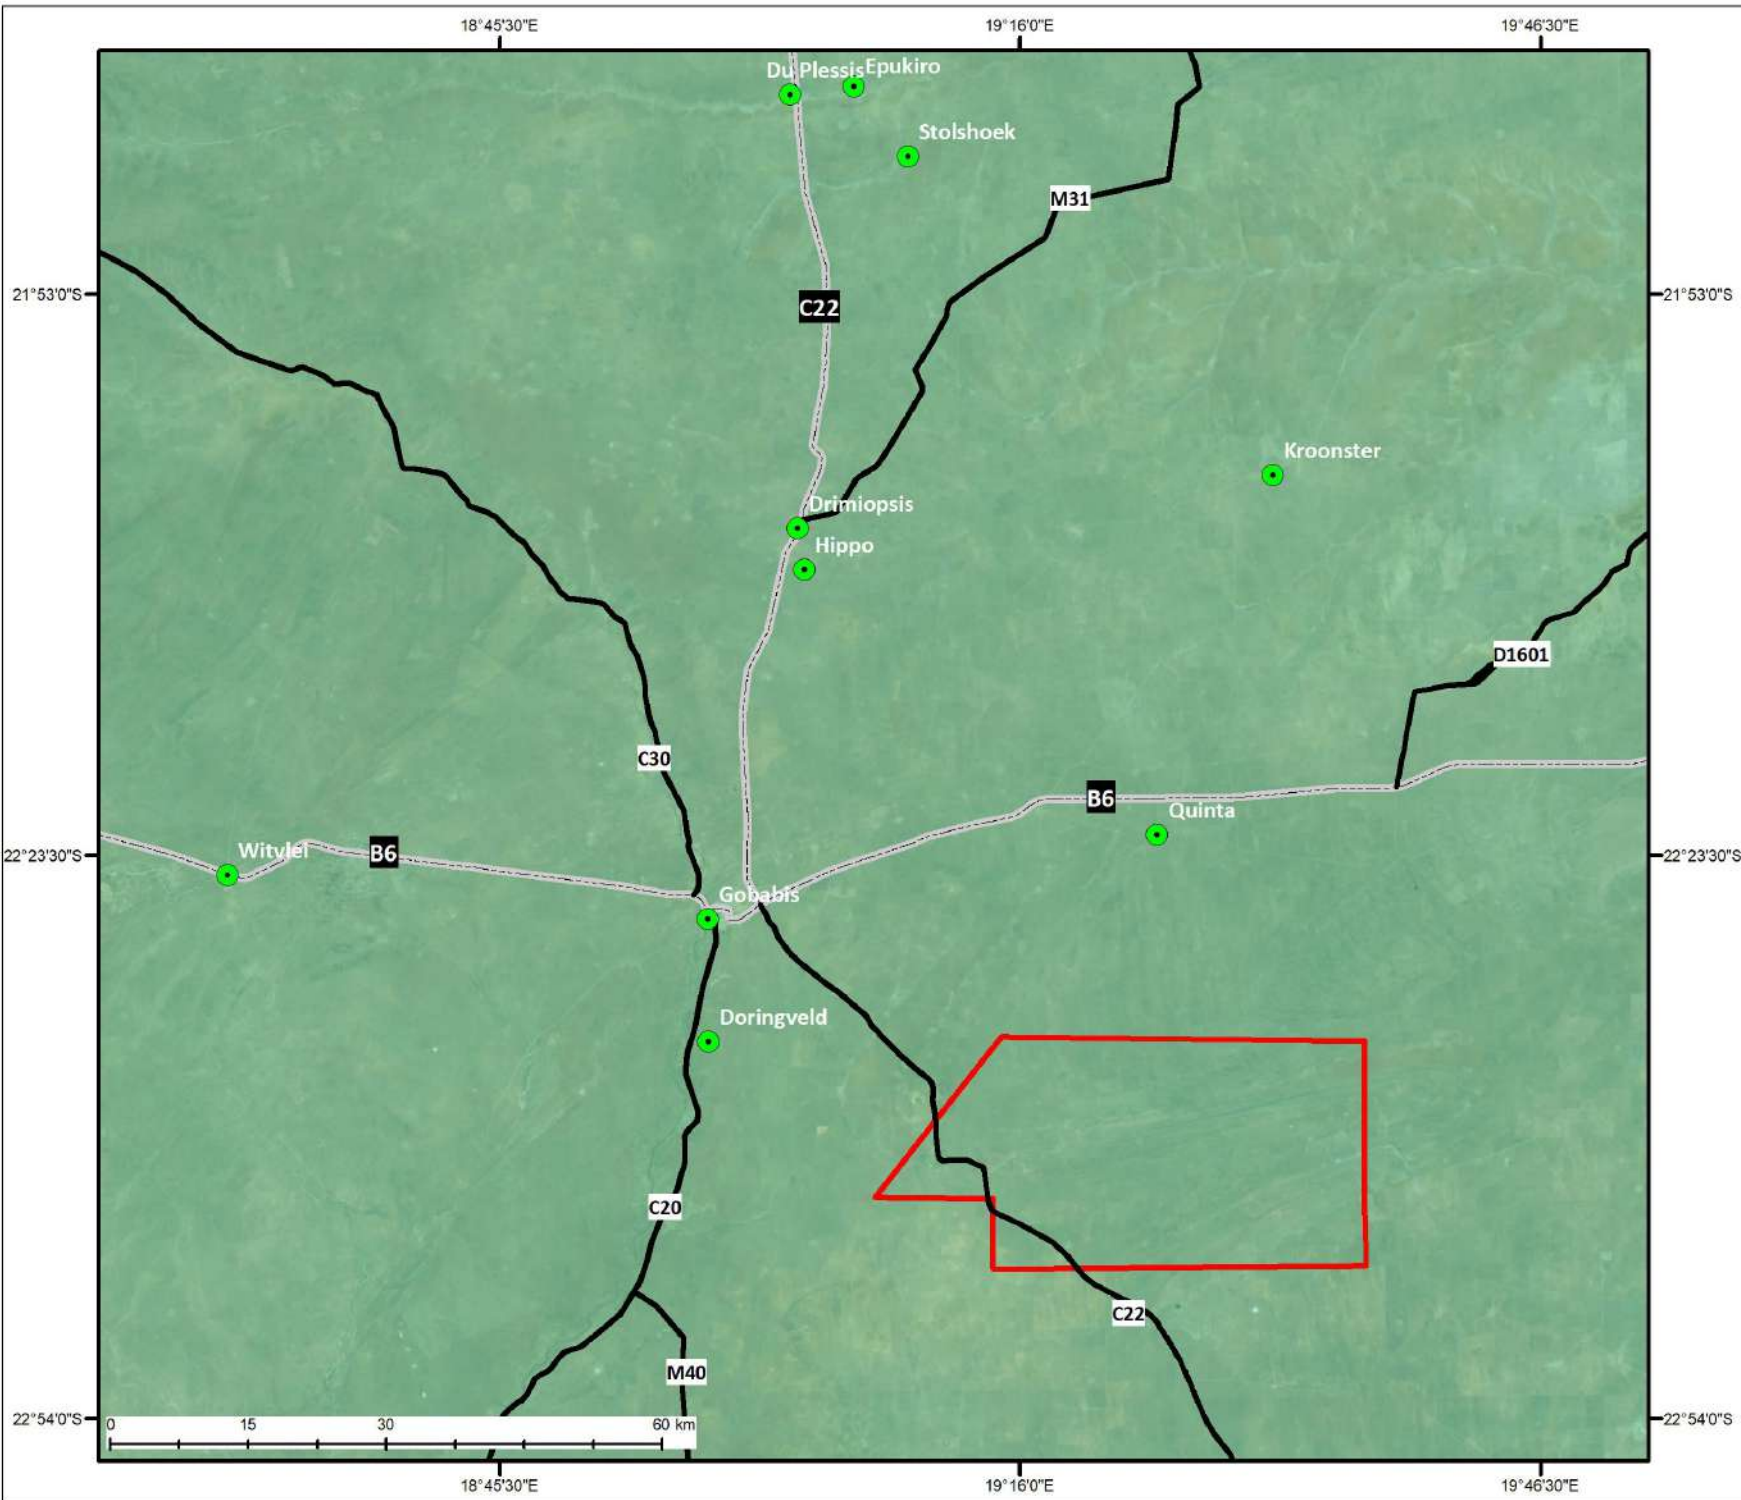 18°45'30"E
19°16'0"E
19°46'30"E
Du Plessis
Epukiro
Stolshoek
M31
21°53'0"S
21°53'0"S
C22
Kroonster
Drimiopsis
Hippo
D1601
C30
B6
Quinta
Witvlei
B6
22°23'30"S
22°23'30"S
Gobabis
Doringveld
C20
C22
M40
22°54'0"S
22°54'0"S
0 15 30 60 km
18°45'30"E
19°16'0"E
19°46'30"E